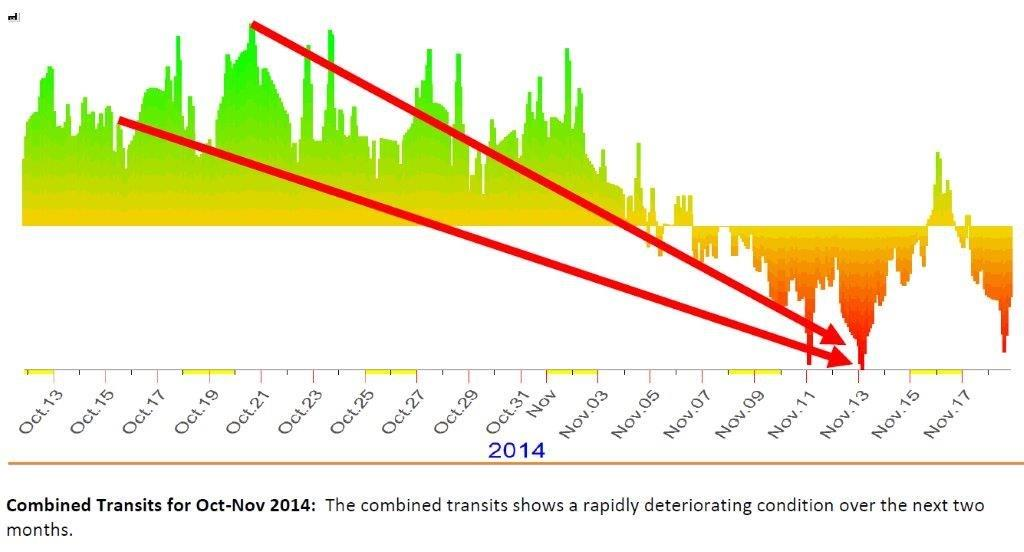 Oct.13 Oct.15 Oct.17 Oct.19 Oct.21 Oct.23 Oct.25 Oct.27 Oct.29 Oct.31 Nov Nov.03 Nov.05 Nov.07 Nov.09 Nov.11 Nov.13 Nov.15 Nov.17
2014
Combined Transits for Oct-Nov 2014: The combined transits shows a rapidly deteriorating condition over the next two
months.